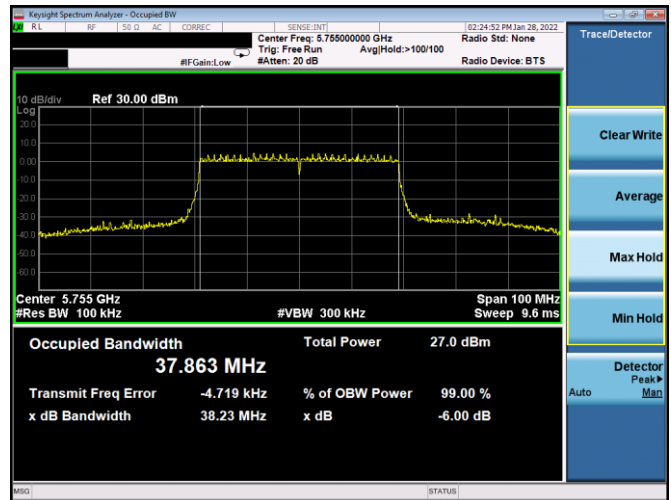 Keysight Spectrum Analyzer - Occupied BW
RL RF 50 Ω AC CORREC SENSE:INT 02:24:52 PM Jan 28, 2022
Center Freq: 5.755000000 GHz Radio Std: None
Trig: Free Run Avg|Hold:>100/100
#IFGain:Low #Atten: 20 dB Radio Device: BTS
10 dB/div Ref 30.00 dBm
Log
20.0
10.0
0.00
-10.0
-20.0
-30.0
-40.0
-50.0
-60.0
Center 5.755 GHz Span 100 MHz
#Res BW 100 kHz #VBW 300 kHz Sweep 9.6 ms
Occupied Bandwidth Total Power 27.0 dBm
37.863 MHz
Transmit Freq Error -4.719 kHz % of OBW Power 99.00 %
x dB Bandwidth 38.23 MHz x dB -6.00 dB
MSG STATUS
Trace/Detector
Clear Write
Average
Max Hold
Min Hold
Detector
Peak▶
Auto Man